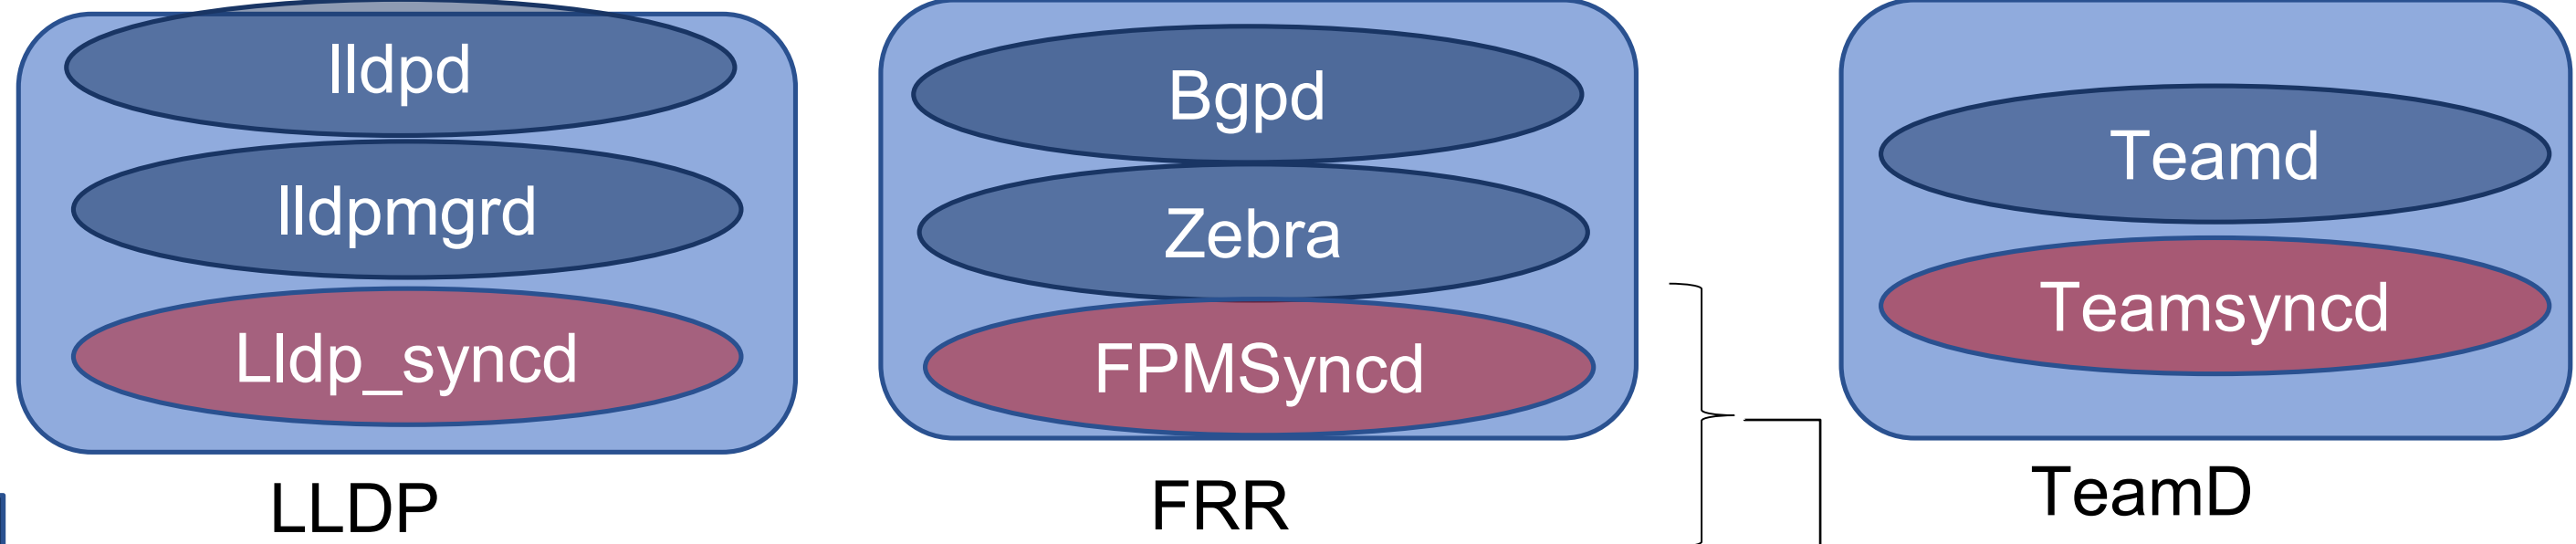 lldpd
lldpmgrd
Lldp_syncd
LLDP
Bgpd
Zebra
FPMSyncd
FRR
Teamd
Teamsyncd
TeamD